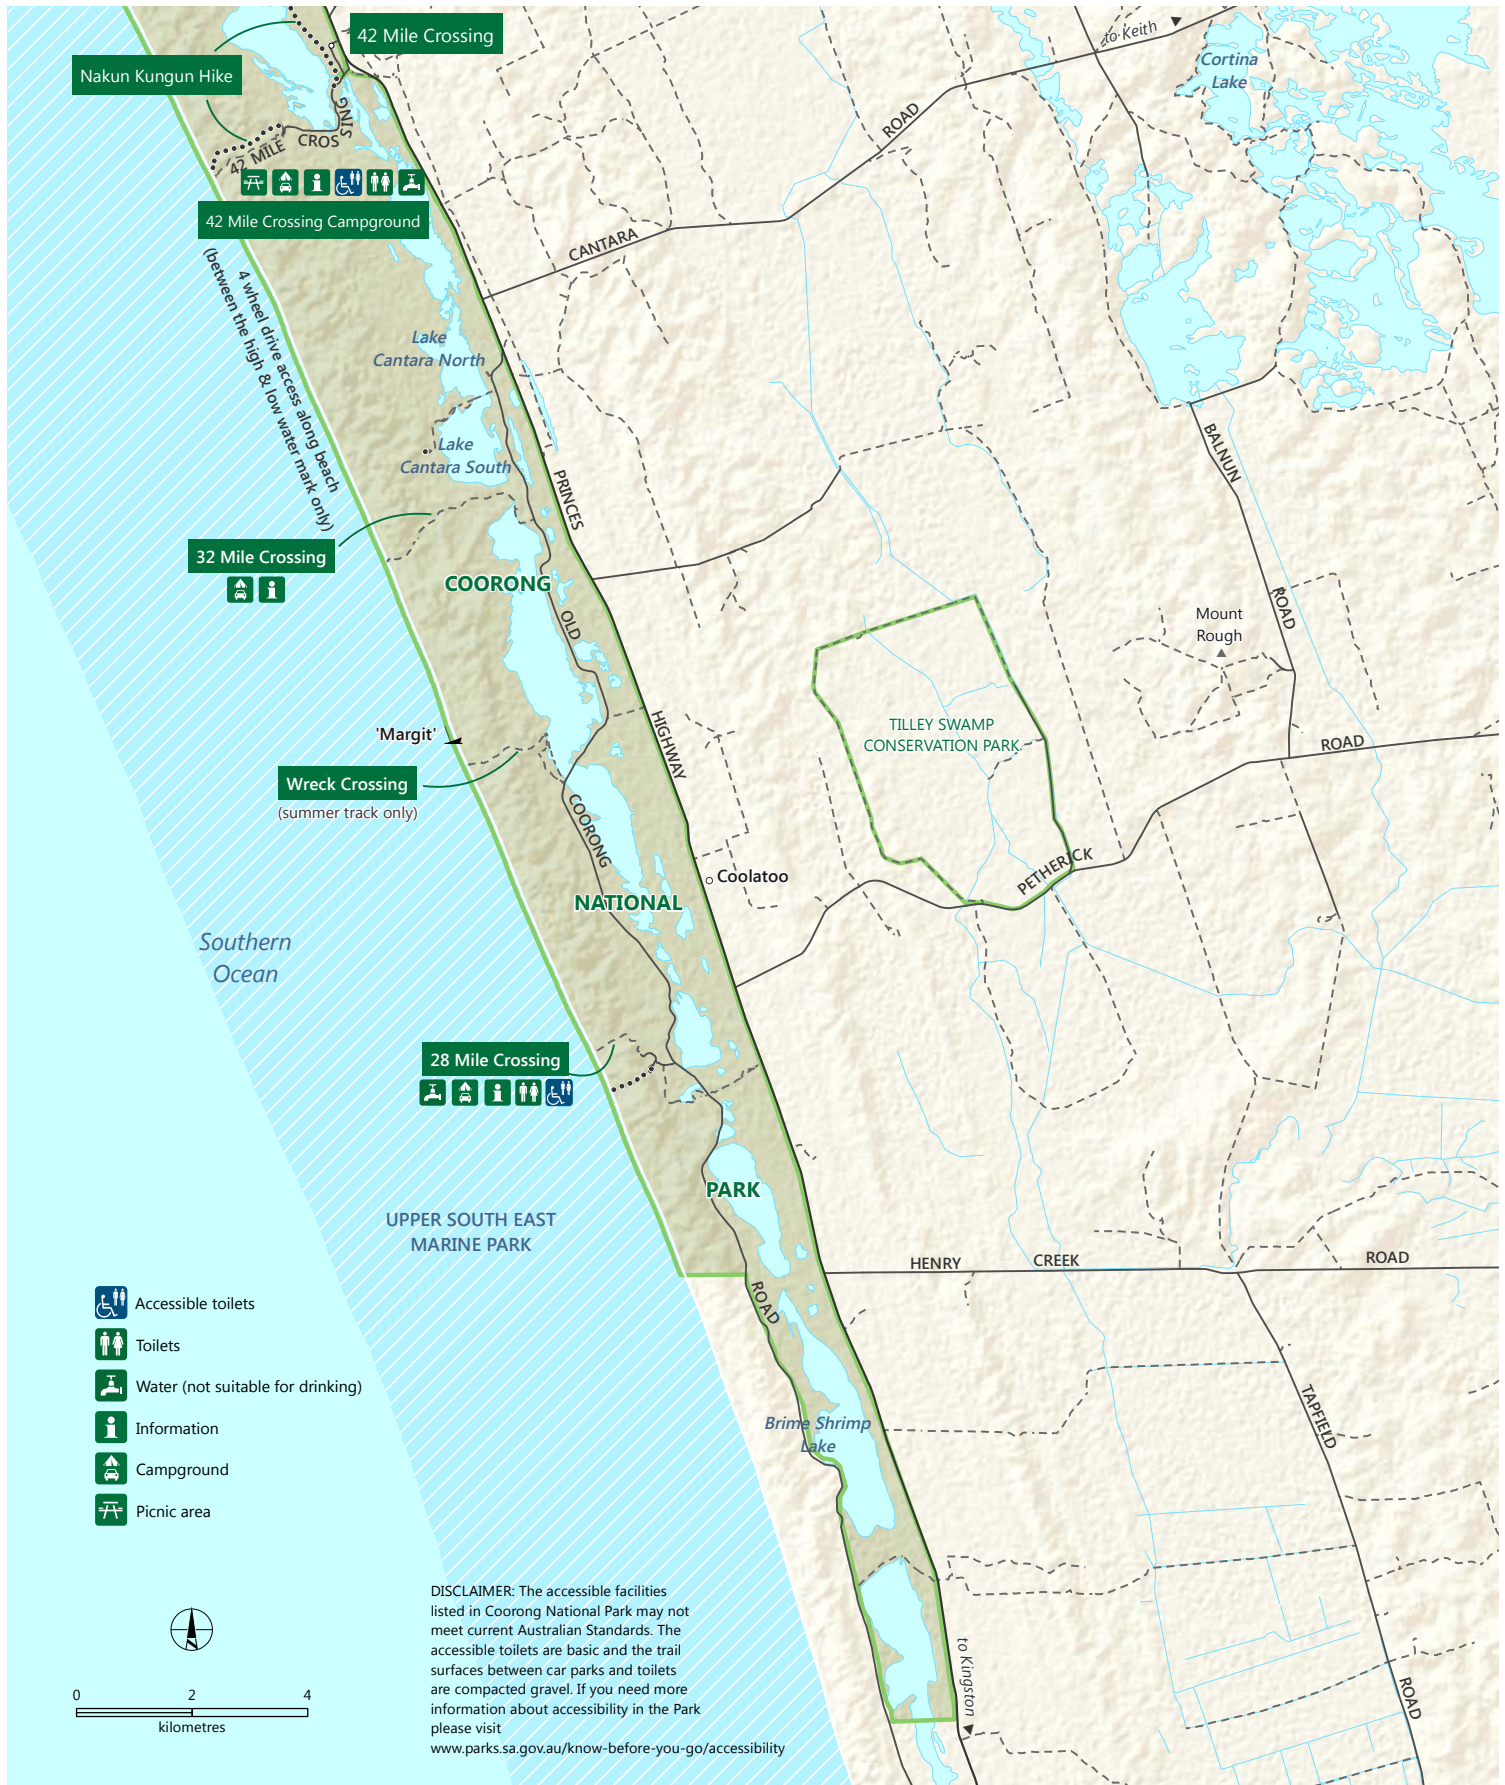 42 Mile Crossing
Nakun Kungun Hike
to Keith
Cortina
Lake
ROAD
42 MILE
CROS
SING
42 Mile Crossing Campground
CANTARA
4 wheel drive access along beach
(between the high & low water mark only)
Lake
Cantara North
Lake
Cantara South
BALNUN
PRINCES
32 Mile Crossing
COORONG
OLD
ROAD
Mount
Rough
TILLEY SWAMP
CONSERVATION PARK
'Margit'
HIGHWAY
ROAD
Wreck Crossing
(summer track only)
COORONG
PETHERICK
Coolatoo
NATIONAL
Southern
Ocean
28 Mile Crossing
PARK
UPPER SOUTH EAST
MARINE PARK
HENRY
CREEK
ROAD
ROAD
Accessible toilets
Toilets
Water (not suitable for drinking)
Information
Campground
Picnic area
TAPFIELD
Brime Shrimp
Lake
DISCLAIMER: The accessible facilities
listed in Coorong National Park may not
meet current Australian Standards. The
accessible toilets are basic and the trail
surfaces between car parks and toilets
are compacted gravel. If you need more
information about accessibility in the Park
please visit
www.parks.sa.gov.au/know-before-you-go/accessibility
to Kingston
ROAD
0 2 4
kilometres